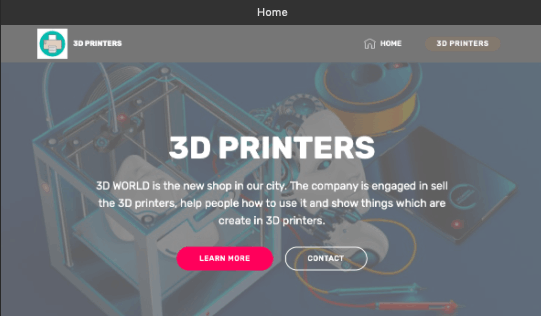 Home
3D PRINTERS
HOME
3D PRINTERS
3D PRINTERS
3D WORLD is the new shop in our city. The company is engaged in sell
the 3D printers, help people how to use it and show things which are
create in 3D printers.
LEARN MORE
CONTACT